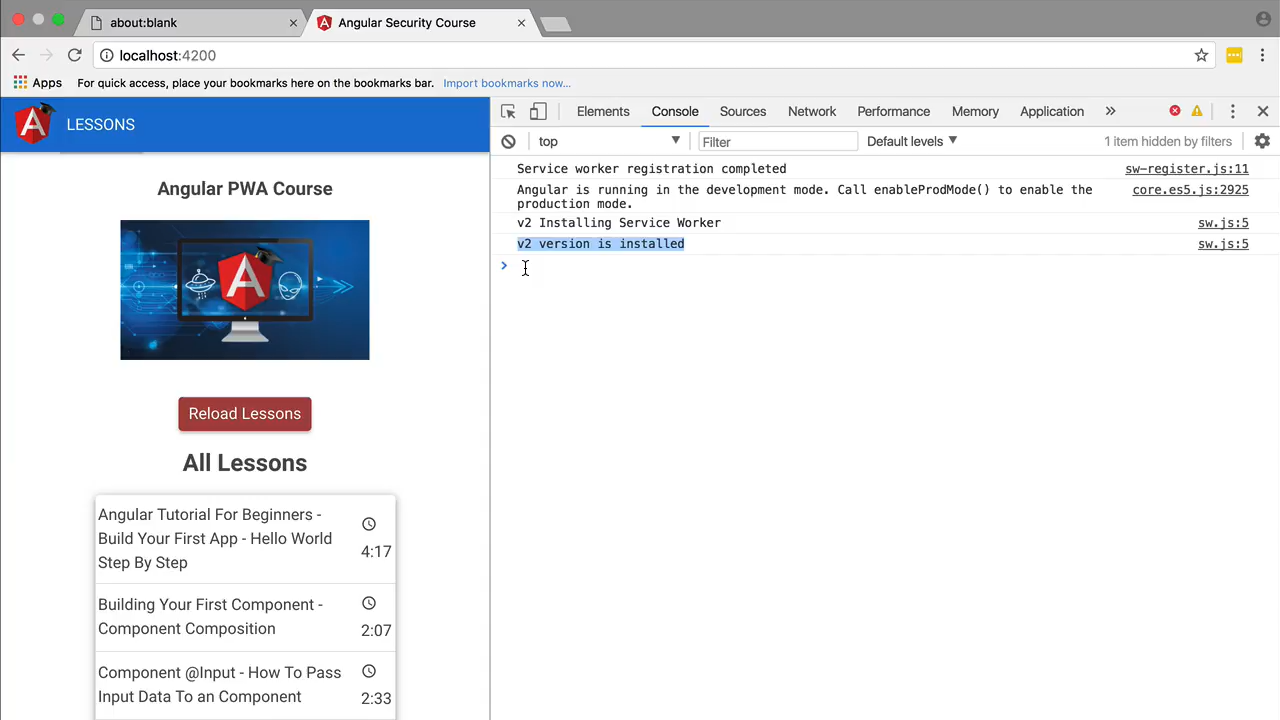 about:blank
Angular Security Course
localhost:4200
Apps
For quick access, place your bookmarks here on the bookmarks bar.
Import bookmarks now...
LESSONS
Angular PWA Course
A
Reload Lessons
All Lessons
Angular Tutorial For Beginners -
Build Your First App - Hello World
Step By Step
4:17
Building Your First Component -
Component Composition
2:07
Component @Input - How To Pass
Input Data To an Component
2:33
Elements
Console
Sources
Network
Performance
Memory
Application
top
Filter
Default levels
1 item hidden by filters
Service worker registration completed
sw-register.js:11
Angular is running in the development mode. Call enableProdMode() to enable the
production mode.
core.es5.js:2925
v2 Installing Service Worker
sw.js:5
v2 version is installed
sw.js:5